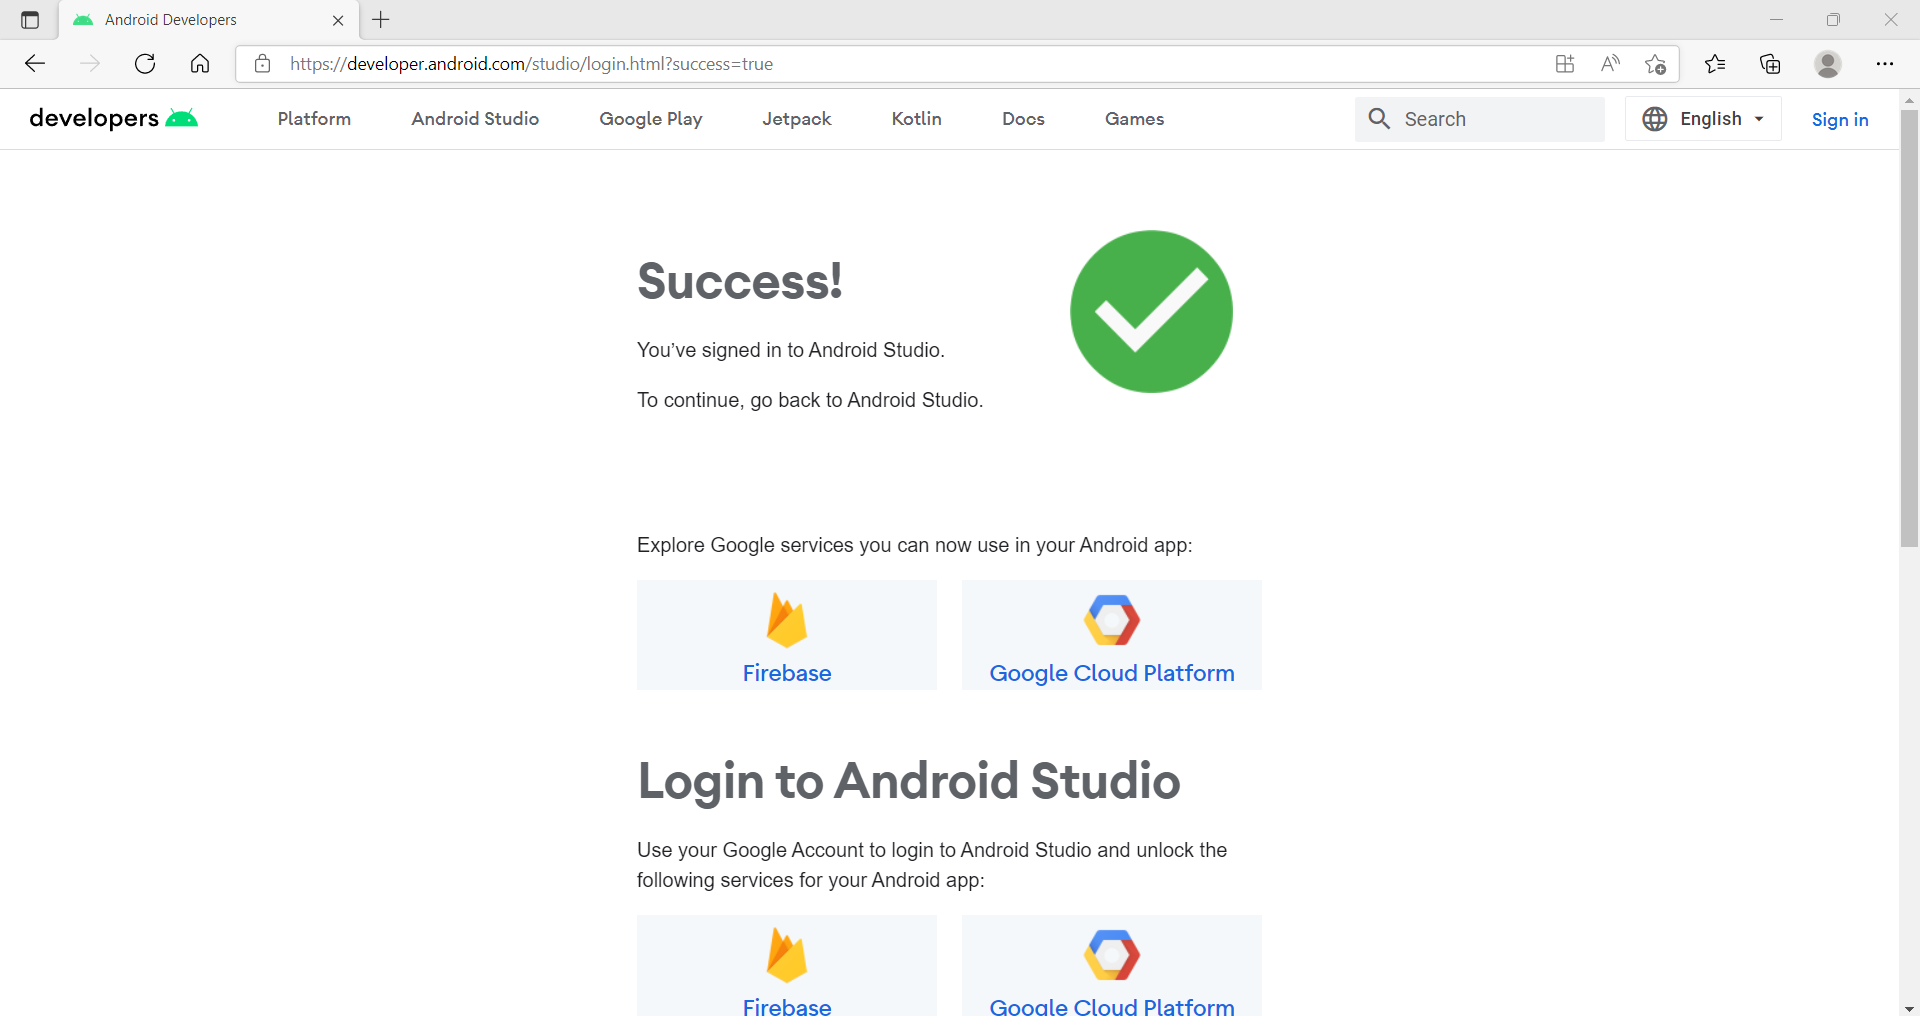 Android Developers
https://developer.android.com/studio/login.html?success=true
developers Platform Android Studio Google Play Jetpack Kotlin Docs Games Search English Sign in
Success!
You’ve signed in to Android Studio.
To continue, go back to Android Studio.
Explore Google services you can now use in your Android app:
Firebase Google Cloud Platform
Login to Android Studio
Use your Google Account to login to Android Studio and unlock the
following services for your Android app:
Firebase Google Cloud Platform